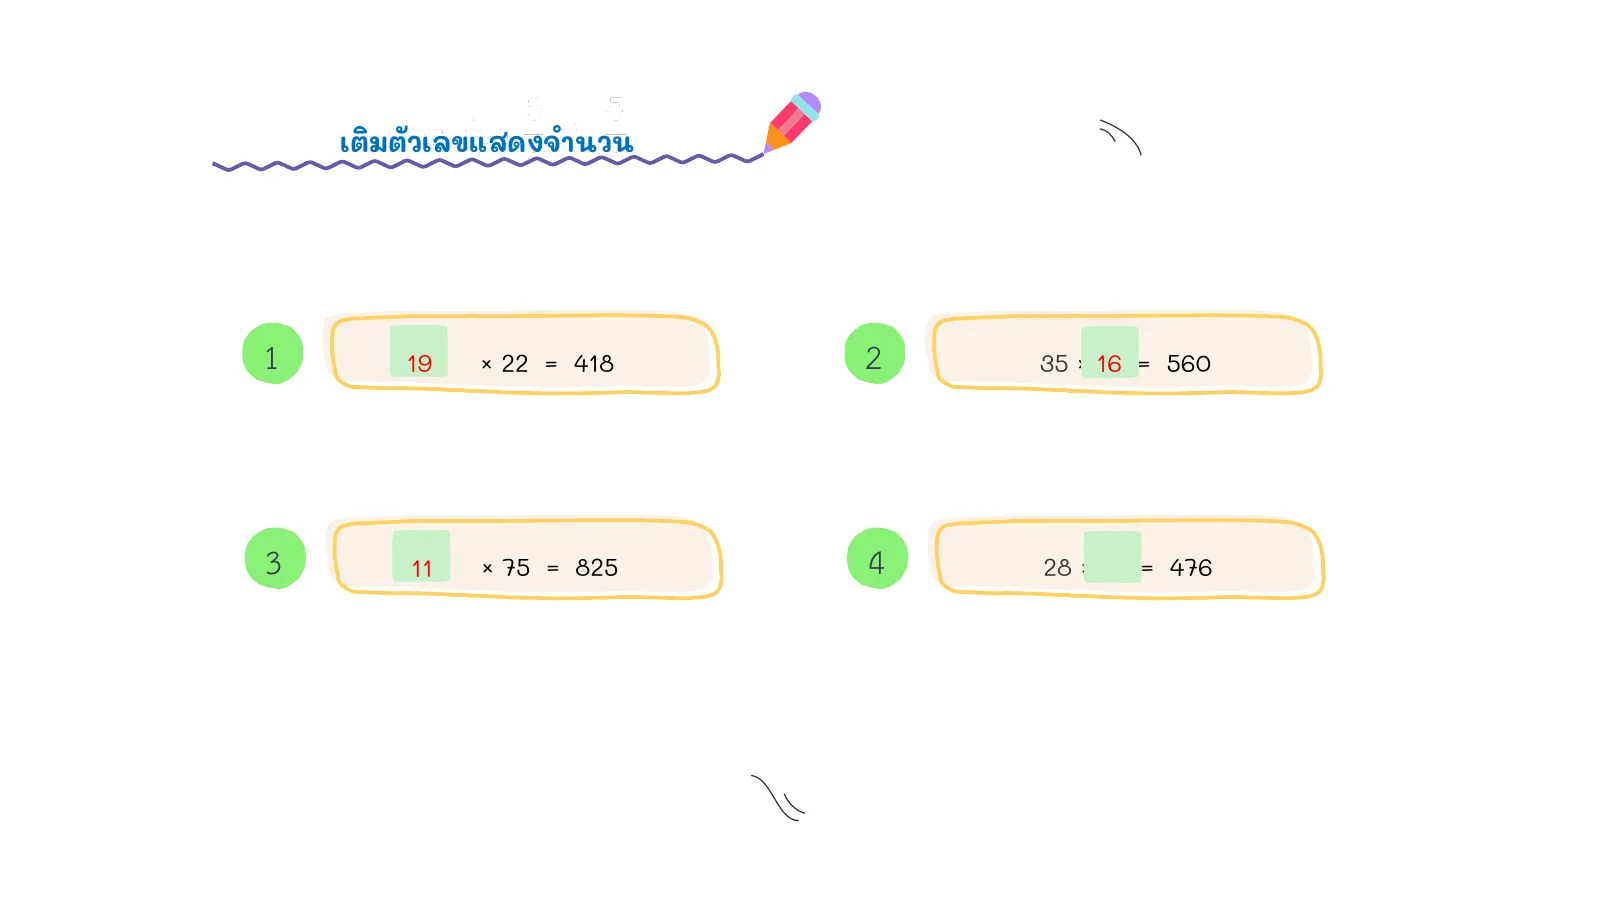 เติมตัวเลขแสดงจำนวน
1 19 × 22 = 418
2 35 × 16 = 560
3 11 × 75 = 825
4 28 × = 476